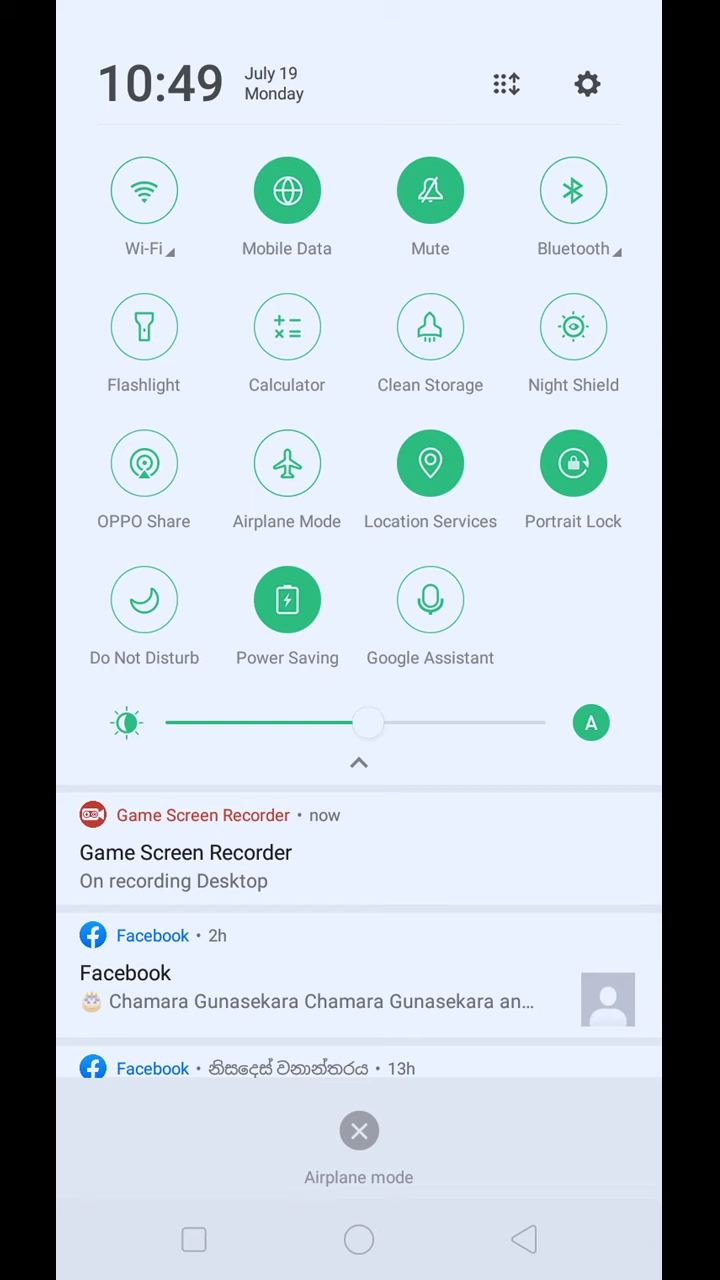 10:49
July 19
Monday
Wi-Fi
Mobile Data
Mute
Bluetooth
Flashlight
Calculator
Clean Storage
Night Shield
OPPO Share
Airplane Mode
Location Services
Portrait Lock
Do Not Disturb
Power Saving
Google Assistant
A
Game Screen Recorder • now
Game Screen Recorder
On recording Desktop
Facebook • 2h
Facebook
🎂 Chamara Gunasekara Chamara Gunasekara an...
Facebook • නිසඳෙස් වනාන්තරය • 13h
Airplane mode